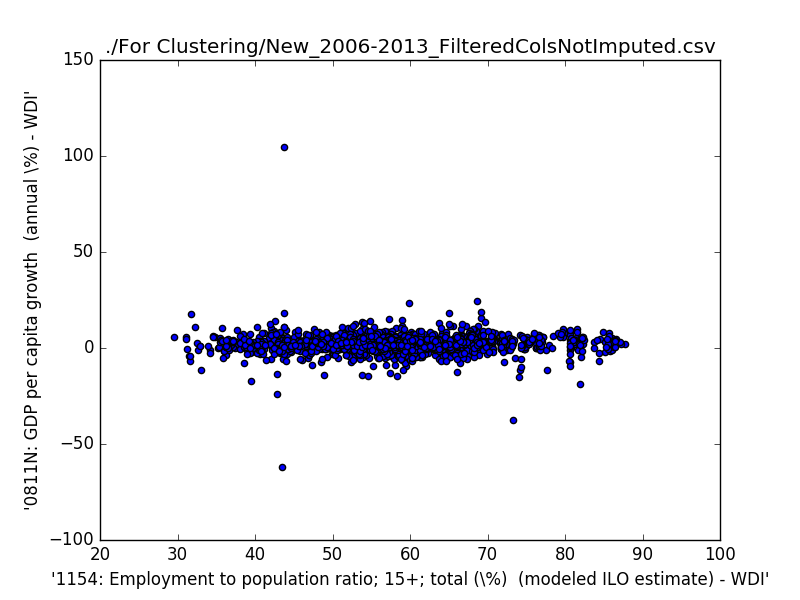 ./For Clustering/New_2006-2013_FilteredColsNotImputed.csv
150
100
50
0
−50
−100
'0811N: GDP per capita growth  (annual \%) - WDI'
20 30 40 50 60 70 80 90 100
'1154: Employment to population ratio; 15+; total (\%)  (modeled ILO estimate) - WDI'